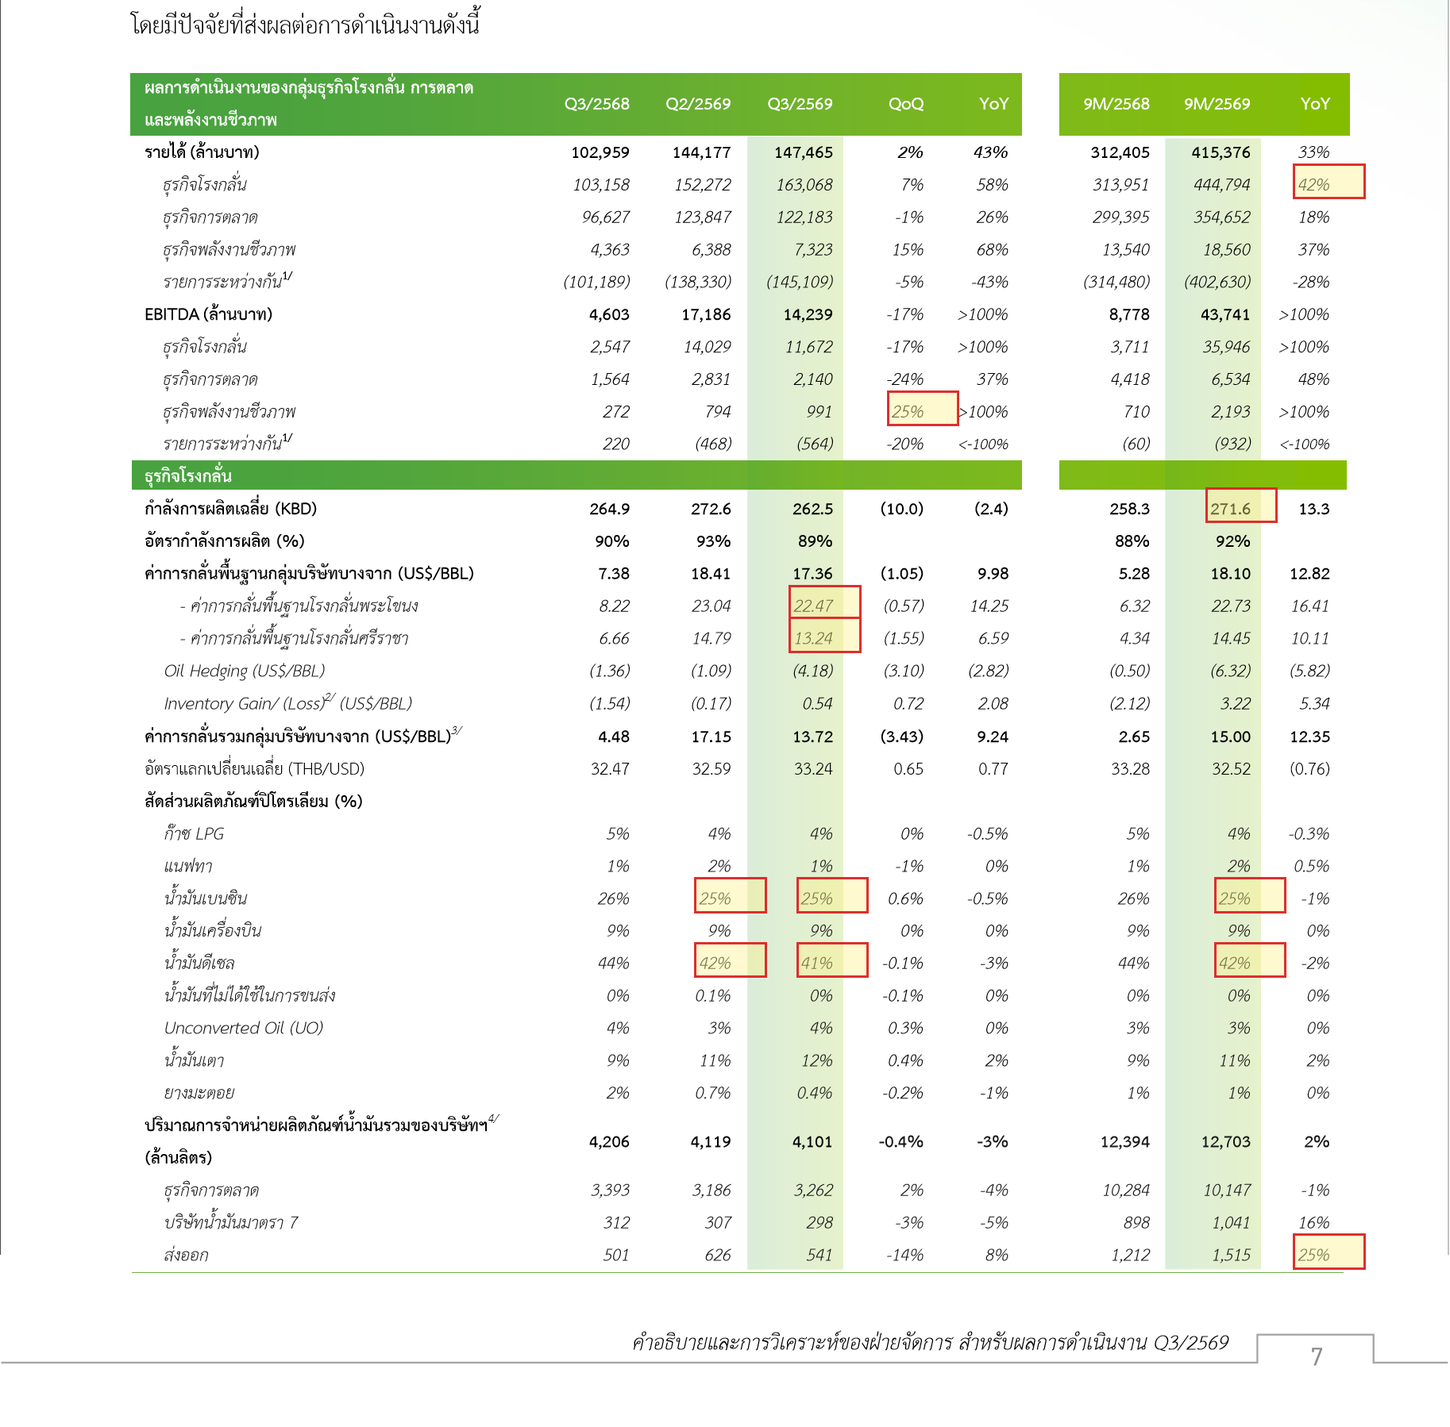 โดยมีปัจจัยที่ส่งผลต่อการดำเนินงานดังนี้
ผลการดำเนินงานของกลุ่มธุรกิจโรงกลั่น การตลาด
และพลังงานชีวภาพ Q3/2568 Q2/2569 Q3/2569 QoQ YoY 9M/2568 9M/2569 YoY
รายได้ (ล้านบาท) 102,959 144,177 147,465 2% 43% 312,405 415,376 33%
ธุรกิจโรงกลั่น 103,158 152,272 163,068 7% 58% 313,951 444,794 42%
ธุรกิจการตลาด 96,627 123,847 122,183 -1% 26% 299,395 354,652 18%
ธุรกิจพลังงานชีวภาพ 4,363 6,388 7,323 15% 68% 13,540 18,560 37%
รายการระหว่างกัน1/ (101,189) (138,330) (145,109) -5% -43% (314,480) (402,630) -28%
EBITDA (ล้านบาท) 4,603 17,186 14,239 -17% >100% 8,778 43,741 >100%
ธุรกิจโรงกลั่น 2,547 14,029 11,672 -17% >100% 3,711 35,946 >100%
ธุรกิจการตลาด 1,564 2,831 2,140 -24% 37% 4,418 6,534 48%
ธุรกิจพลังงานชีวภาพ 272 794 991 25% >100% 710 2,193 >100%
รายการระหว่างกัน1/ 220 (468) (564) -20% <-100% (60) (932) <-100%
ธุรกิจโรงกลั่น
กำลังการผลิตเฉลี่ย (KBD) 264.9 272.6 262.5 (10.0) (2.4) 258.3 271.6 13.3
อัตรากำลังการผลิต (%) 90% 93% 89% 88% 92%
ค่าการกลั่นพื้นฐานกลุ่มบริษัทบางจาก (US$/BBL) 7.38 18.41 17.36 (1.05) 9.98 5.28 18.10 12.82
- ค่าการกลั่นพื้นฐานโรงกลั่นพระโขนง 8.22 23.04 22.47 (0.57) 14.25 6.32 22.73 16.41
- ค่าการกลั่นพื้นฐานโรงกลั่นศรีราชา 6.66 14.79 13.24 (1.55) 6.59 4.34 14.45 10.11
Oil Hedging (US$/BBL) (1.36) (1.09) (4.18) (3.10) (2.82) (0.50) (6.32) (5.82)
Inventory Gain/ (Loss)2/ (US$/BBL) (1.54) (0.17) 0.54 0.72 2.08 (2.12) 3.22 5.34
ค่าการกลั่นรวมกลุ่มบริษัทบางจาก (US$/BBL)3/ 4.48 17.15 13.72 (3.43) 9.24 2.65 15.00 12.35
อัตราแลกเปลี่ยนเฉลี่ย (THB/USD) 32.47 32.59 33.24 0.65 0.77 33.28 32.52 (0.76)
สัดส่วนผลิตภัณฑ์ปิโตรเลียม (%)
ก๊าซ LPG 5% 4% 4% 0% -0.5% 5% 4% -0.3%
แนฟทา 1% 2% 1% -1% 0% 1% 2% 0.5%
น้ำมันเบนซิน 26% 25% 25% 0.6% -0.5% 26% 25% -1%
น้ำมันเครื่องบิน 9% 9% 9% 0% 0% 9% 9% 0%
น้ำมันดีเซล 44% 42% 41% -0.1% -3% 44% 42% -2%
น้ำมันที่ไม่ได้ใช้ในการขนส่ง 0% 0.1% 0% -0.1% 0% 0% 0% 0%
Unconverted Oil (UO) 4% 3% 4% 0.3% 0% 3% 3% 0%
น้ำมันเตา 9% 11% 12% 0.4% 2% 9% 11% 2%
ยางมะตอย 2% 0.7% 0.4% -0.2% -1% 1% 1% 0%
ปริมาณการจำหน่ายผลิตภัณฑ์น้ำมันรวมของบริษัทฯ4/
(ล้านลิตร) 4,206 4,119 4,101 -0.4% -3% 12,394 12,703 2%
ธุรกิจการตลาด 3,393 3,186 3,262 2% -4% 10,284 10,147 -1%
บริษัทน้ำมันมาตรา 7 312 307 298 -3% -5% 898 1,041 16%
ส่งออก 501 626 541 -14% 8% 1,212 1,515 25%
คำอธิบายและการวิเคราะห์ของฝ่ายจัดการ สำหรับผลการดำเนินงาน Q3/2569
7